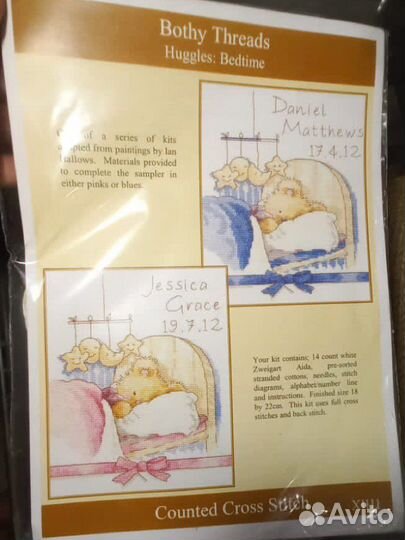 Bothy Threads
Huggles: Bedtime
of a series of kits
adapted from paintings by Ian
Materials provided
to complete the sampler in
either pinks or blues.
Daniel
Matthews
17.4.12
Jessica
Grace
19.7.12
Your kit contains; 14 count white
Zweigart Aida, pre-sorted
stranded cottons, needles, stitch
diagrams, alphabet/number line
and instructions. Finished size 18
by 22cm. This kit uses full cross
stitches and back stitch.
Counted Cross Stitch
Avito